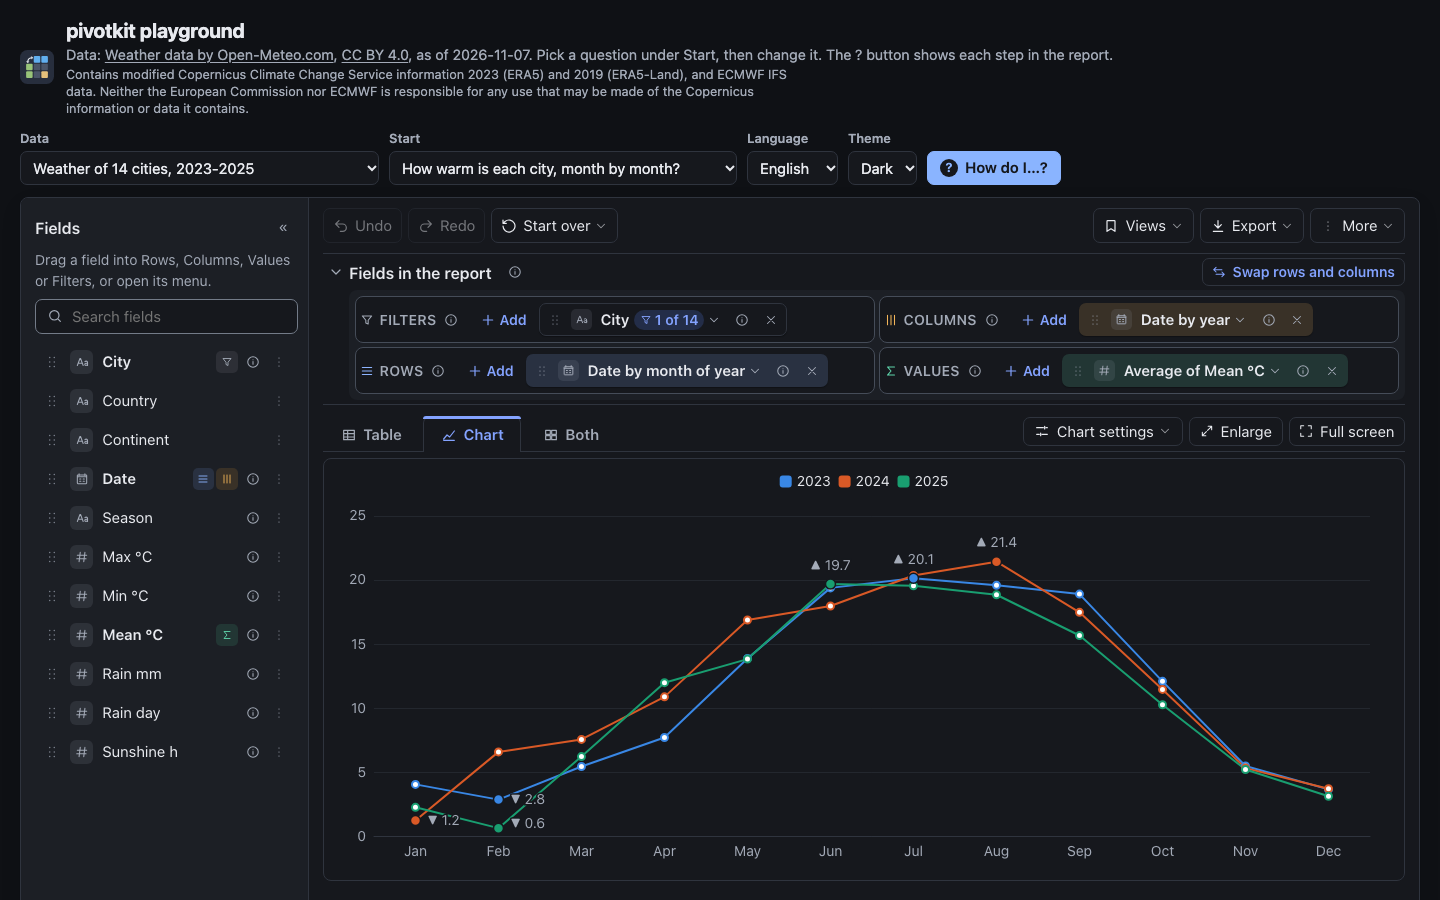 pivotkit playground
Data: Weather data by Open-Meteo.com, CC BY 4.0, as of 2026-11-07. Pick a question under Start, then change it. The ? button shows each step in the report.
Contains modified Copernicus Climate Change Service information 2023 (ERA5) and 2019 (ERA5-Land), and ECMWF IFS
data. Neither the European Commission nor ECMWF is responsible for any use that may be made of the Copernicus
information or data it contains.
Data Start Language Theme
Weather of 14 cities, 2023-2025 How warm is each city, month by month? English Dark ? How do I...?
Fields «
Drag a field into Rows, Columns, Values
or Filters, or open its menu.
Search fields
Aa City
Aa Country
Aa Continent
Date
Aa Season
# Max °C
# Min °C
# Mean °C Σ
# Rain mm
# Rain day
# Sunshine h
Undo Redo Start over Views Export More
Fields in the report Swap rows and columns
FILTERS + Add Aa City 1 of 14 ×
COLUMNS + Add Date by year ×
ROWS + Add Date by month of year ×
Σ VALUES + Add # Average of Mean °C ×
Table Chart Both Chart settings Enlarge Full screen
2023 2024 2025
25
20
15
10
5
0
▲ 19.7
▲ 20.1
▲ 21.4
▼ 2.8
▼ 1.2
▼ 0.6
Jan Feb Mar Apr May Jun Jul Aug Sep Oct Nov Dec